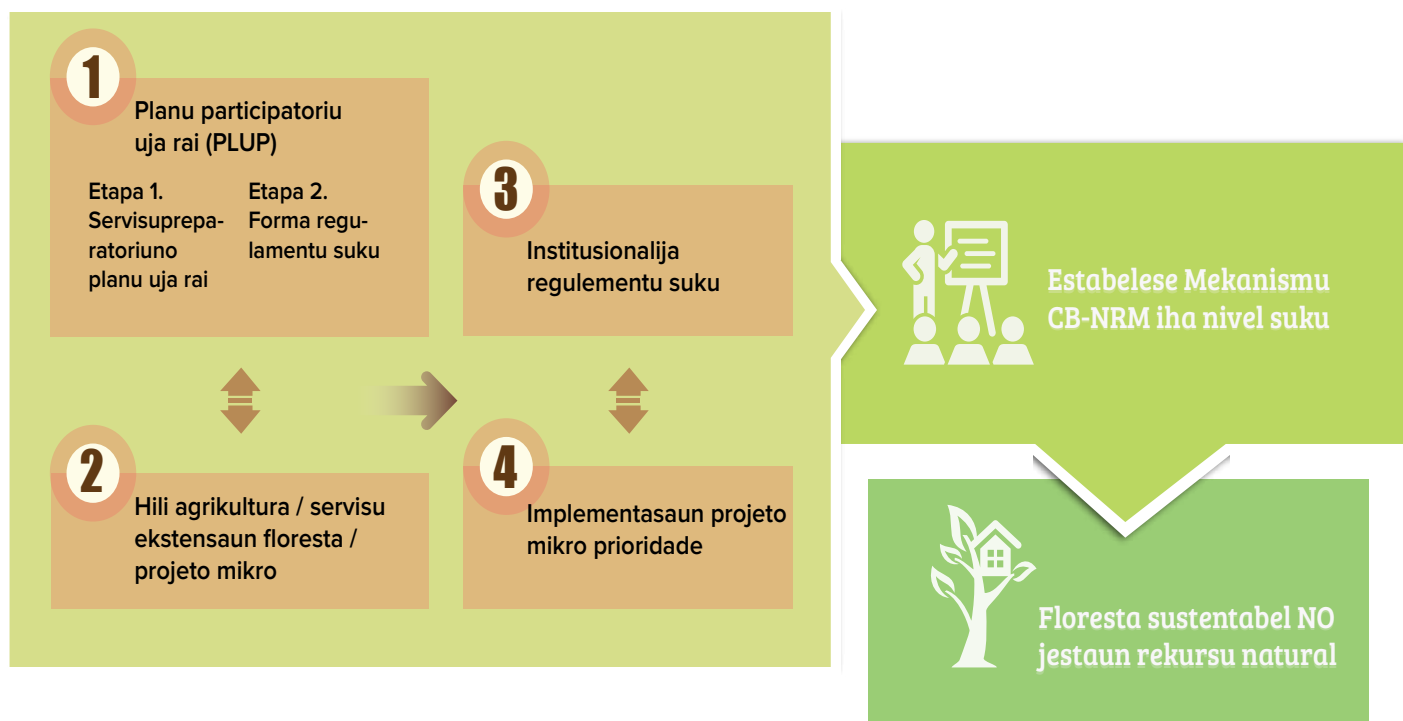 1
Planu participatoriu
uja rai (PLUP)
Etapa 1.
Servisuprepa-
ratoriuno
planu uja rai
Etapa 2.
Forma regu-
lamentu suku
2
Hili agrikultura / servisu
ekstensaun floresta /
projeto mikro
3
Institusionalija
regulementu suku
4
Implementasaun projeto
mikro prioridade
Estabelese Mekanismu
CB-NRM iha nivel suku
Floresta sustentabel NO
jestaun rekursu natural